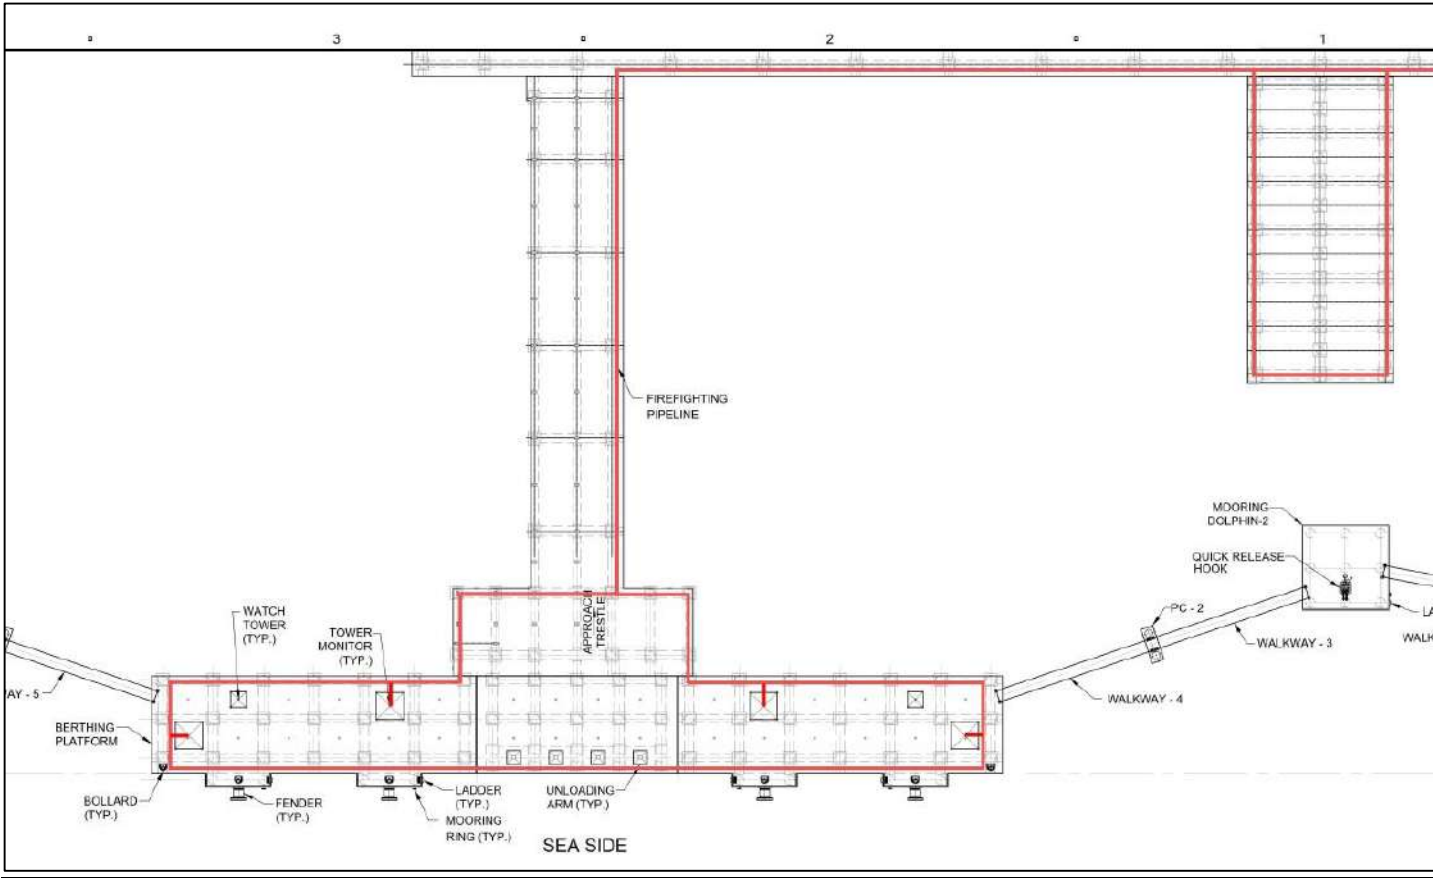 3
2
1
FIREFIGHTING
PIPELINE
MOORING
DOLPHIN-2
QUICK RELEASE
HOOK
PC - 2
WALKWAY - 3
WALKWAY - 4
LA
WALK
APPROACH
TRESTLE
WATCH
TOWER
(TYP.)
TOWER
MONITOR
(TYP.)
AY - 5
BERTHING
PLATFORM
BOLLARD
(TYP.)
FENDER
(TYP.)
LADDER
(TYP.)
MOORING
RING (TYP.)
UNLOADING
ARM (TYP.)
SEA SIDE